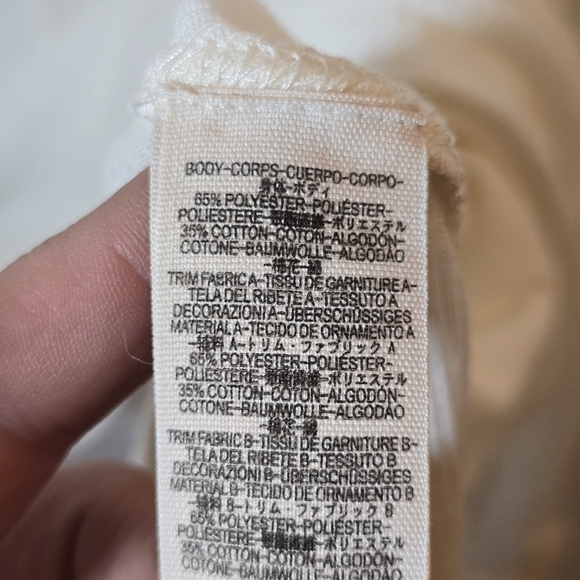 BODY-CORPS-CUERPO-CORPO-
身体-ボディ
65% POLYESTER-POLIÉSTER-
POLIESTERE-聚酯纖維-ポリエステル
35% COTTON-COTON-ALGODÓN-
COTONE-BAUMWOLLE-ALGODÃO
-棉花-綿
TRIM FABRIC A-TISSU DE GARNITURE A-
TELA DEL RIBETE A-TESSUTO A
DECORAZIONI A-ÜBERSCHÜSSIGES
MATERIAL A-TECIDO DE ORNAMENTO A
A-トリム・ファブリック A
65% POLYESTER-POLIÉSTER-
POLIESTERE-聚酯纖維-ポリエステル
35% COTTON-COTON-ALGODÓN-
COTONE-BAUMWOLLE-ALGODÃO
-棉花-綿
TRIM FABRIC B-TISSU DE GARNITURE B-
TELA DEL RIBETE B-TESSUTO B
DECORAZIONI B-ÜBERSCHÜSSIGES
MATERIAL B-TECIDO DE ORNAMENTO B
B-トリム ファブリック B
65% POLYESTER-POLIÉSTER-
POLIESTERE-聚酯纖維-ポリエステル
35% COTTON-COTON-ALGODÓN-
COTONE-BAUMWOLLE-ALGODÃO